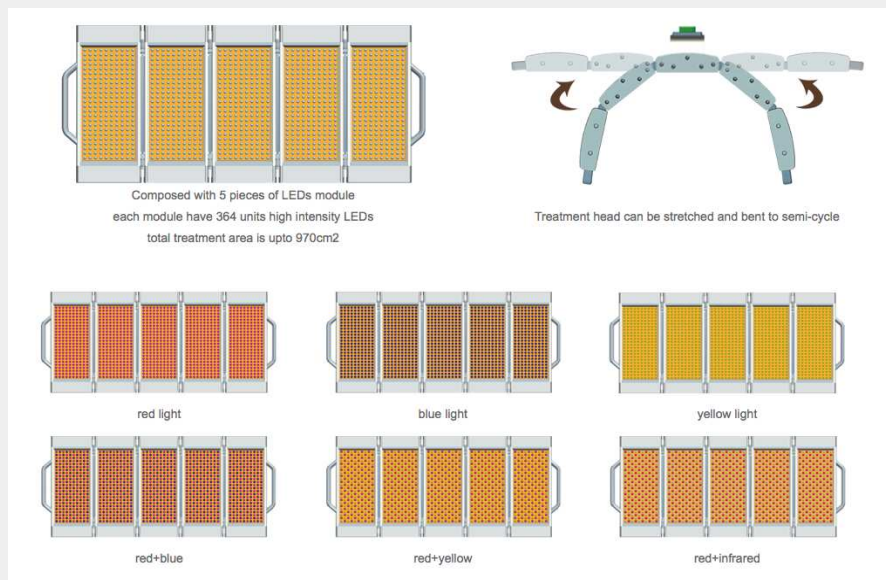 Composed with 5 pieces of LEDs module
each module have 364 units high intensity LEDs
total treatment area is upto 970cm2
Treatment head can be stretched and bent to semi-cycle
red light
blue light
yellow light
red+blue
red+yellow
red+infrared